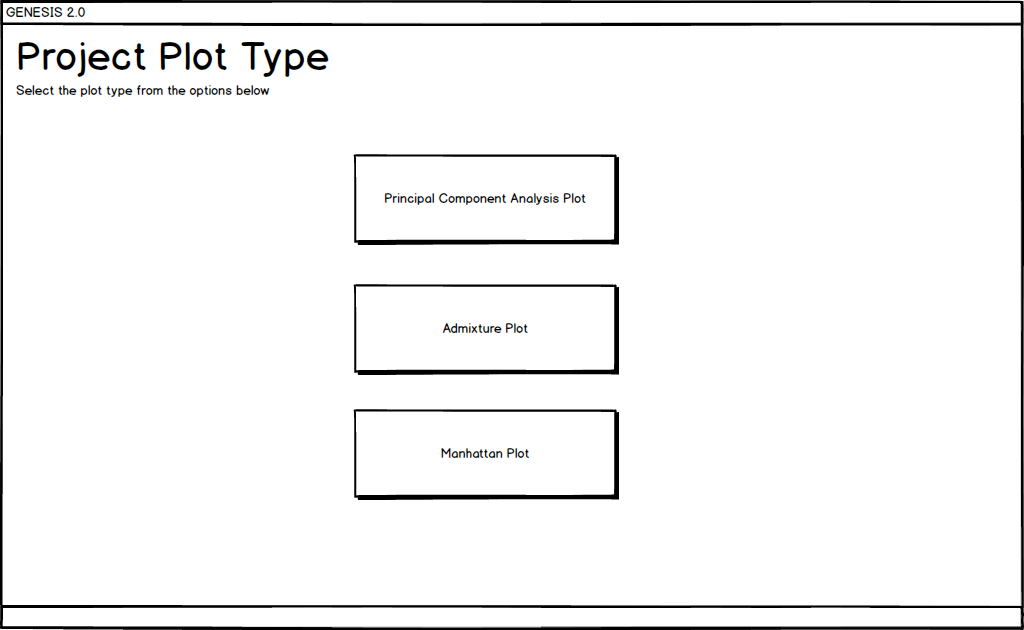 GENESIS 2.0
Project Plot Type
Select the plot type from the options below
Principal Component Analysis Plot
Admixture Plot
Manhattan Plot